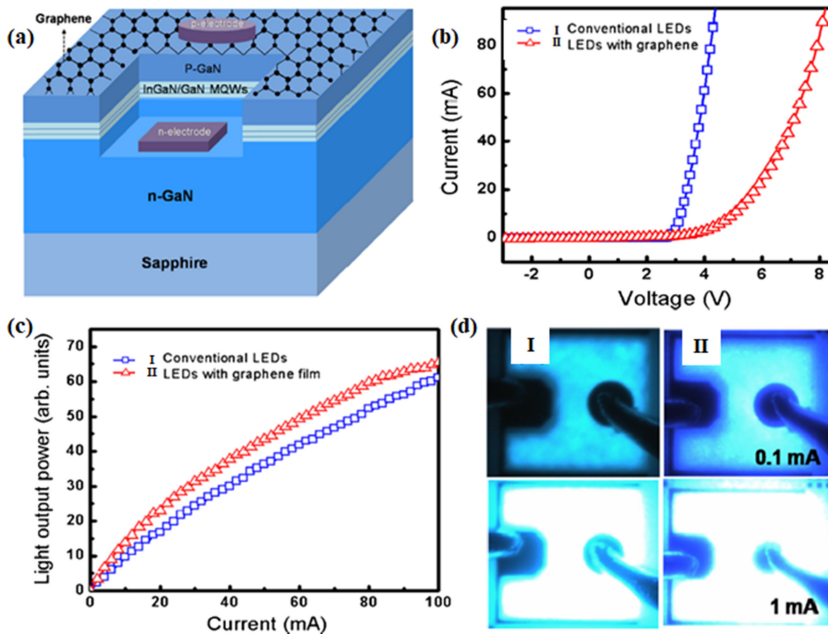 (a)
Graphene
p-electrode
P-GaN
InGaN/GaN MQWs
n-electrode
n-GaN
Sapphire
(b)
I Conventional LEDs
II LEDs with graphene
80
60
40
20
0
Current (mA)
-2 0 2 4 6 8
Voltage (V)
(c)
I Conventional LEDs
II LEDs with graphene film
70
60
50
40
30
20
10
0
Light output power (arb. units)
0 20 40 60 80 100
Current (mA)
(d)
I
II
0.1 mA
1 mA